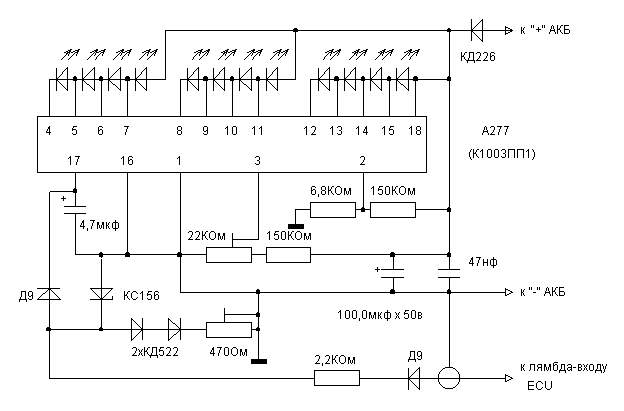 к "+" АКБ
КД226
4 5 6 7 8 9 10 11 12 13 14 15 18
А277
(К1003ПП1)
17 16 1 3 2
6,8КОм 150КОм
+
4,7мкф
22КОм 150КОм
47нф
+
Д9
КС156
к "-" АКБ
100,0мкф х 50в
2хКД522
470Ом
2,2КОм
Д9
к лямбда-входу
ECU